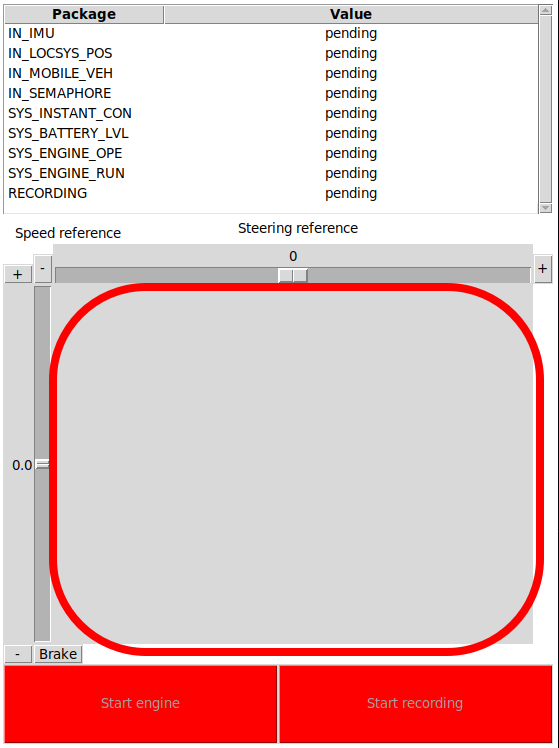 Package Value
IN_IMU pending
IN_LOCSYS_POS pending
IN_MOBILE_VEH pending
IN_SEMAPHORE pending
SYS_INSTANT_CON pending
SYS_BATTERY_LVL pending
SYS_ENGINE_OPE pending
SYS_ENGINE_RUN pending
RECORDING pending
Speed reference Steering reference
0
+ - +
0.0
- Brake
Start engine Start recording